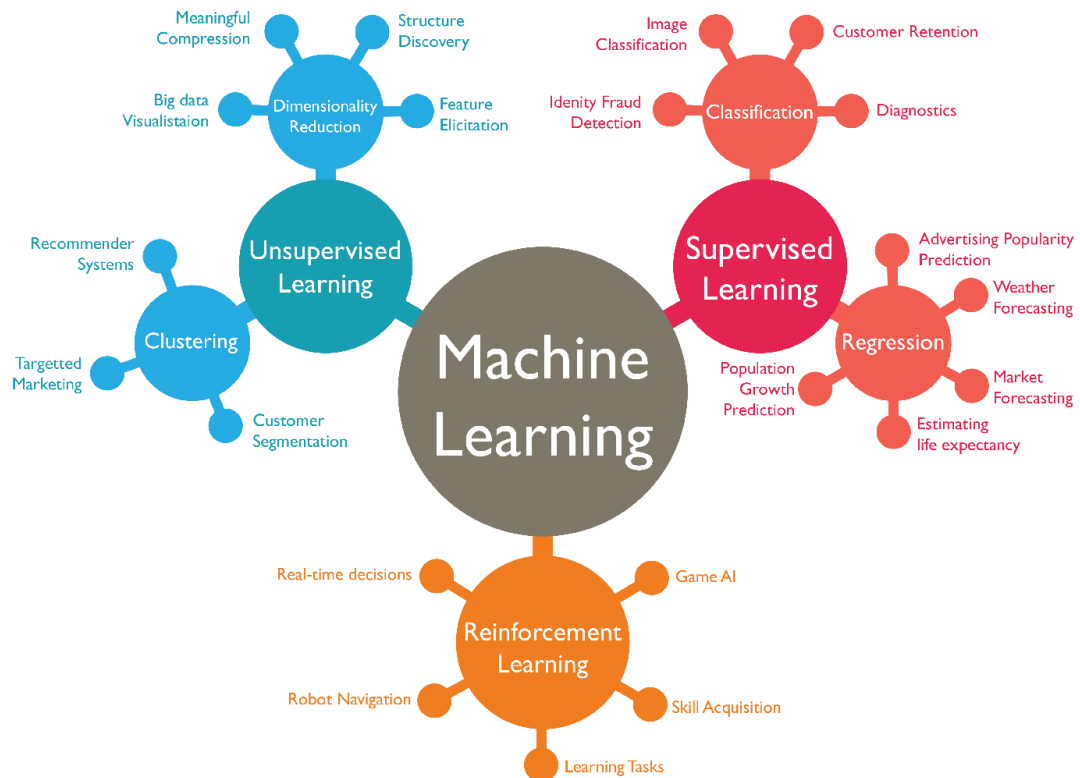 Meaningful
Compression
Structure
Discovery
Big data
Visualistaion
Dimensionality
Reduction
Feature
Elicitation
Unsupervised
Learning
Recommender
Systems
Clustering
Targetted
Marketing
Customer
Segmentation
Machine
Learning
Image
Classification
Customer Retention
Idenity Fraud
Detection
Classification
Diagnostics
Supervised
Learning
Advertising Popularity
Prediction
Weather
Forecasting
Regression
Population
Growth
Prediction
Market
Forecasting
Estimating
life expectancy
Real-time decisions
Game AI
Reinforcement
Learning
Robot Navigation
Skill Acquisition
Learning Tasks